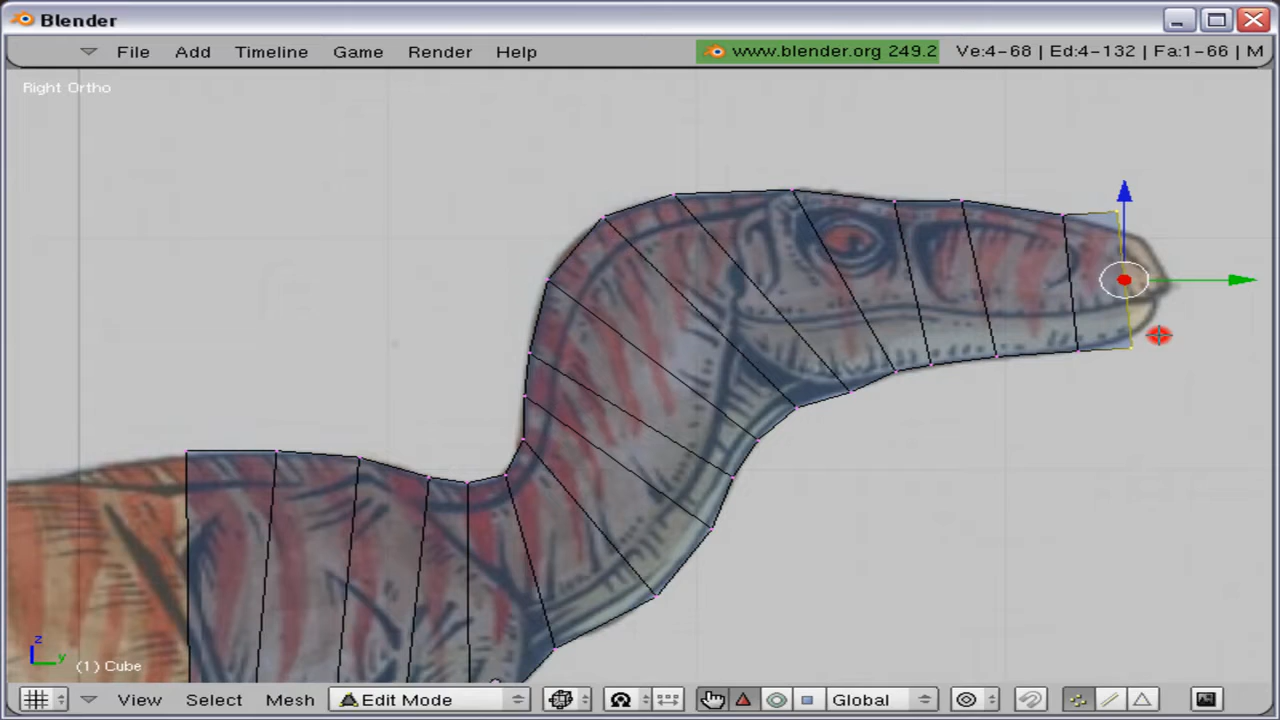 Blender
File Add Timeline Game Render Help www.blender.org 249.2 Ve:4-68 | Ed:4-132 | Fa:1-66 | M
Right Ortho
z
y
(1) Cube
View Select Mesh Edit Mode Global